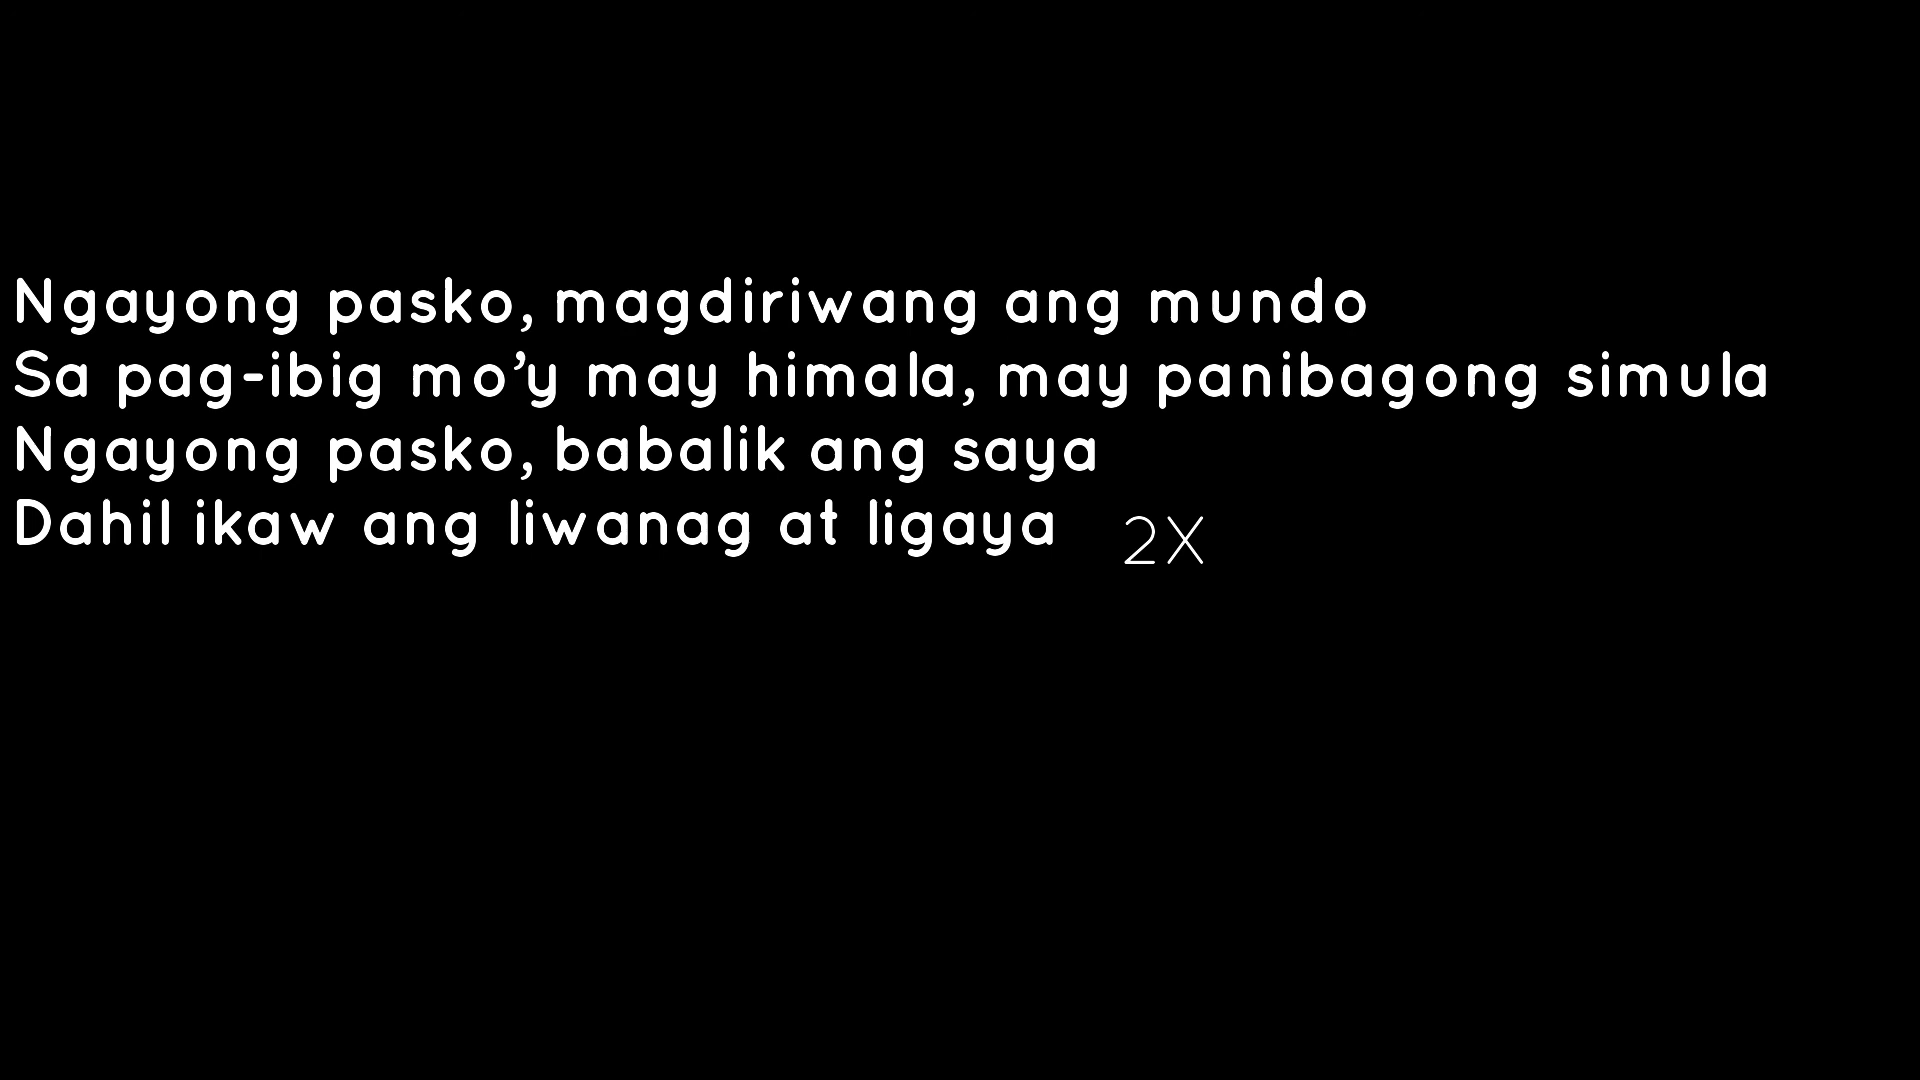 Ngayong pasko, magdiriwang ang mundo
Sa pag-ibig mo’y may himala, may panibagong simula
Ngayong pasko, babalik ang saya
Dahil ikaw ang liwanag at ligaya 2X